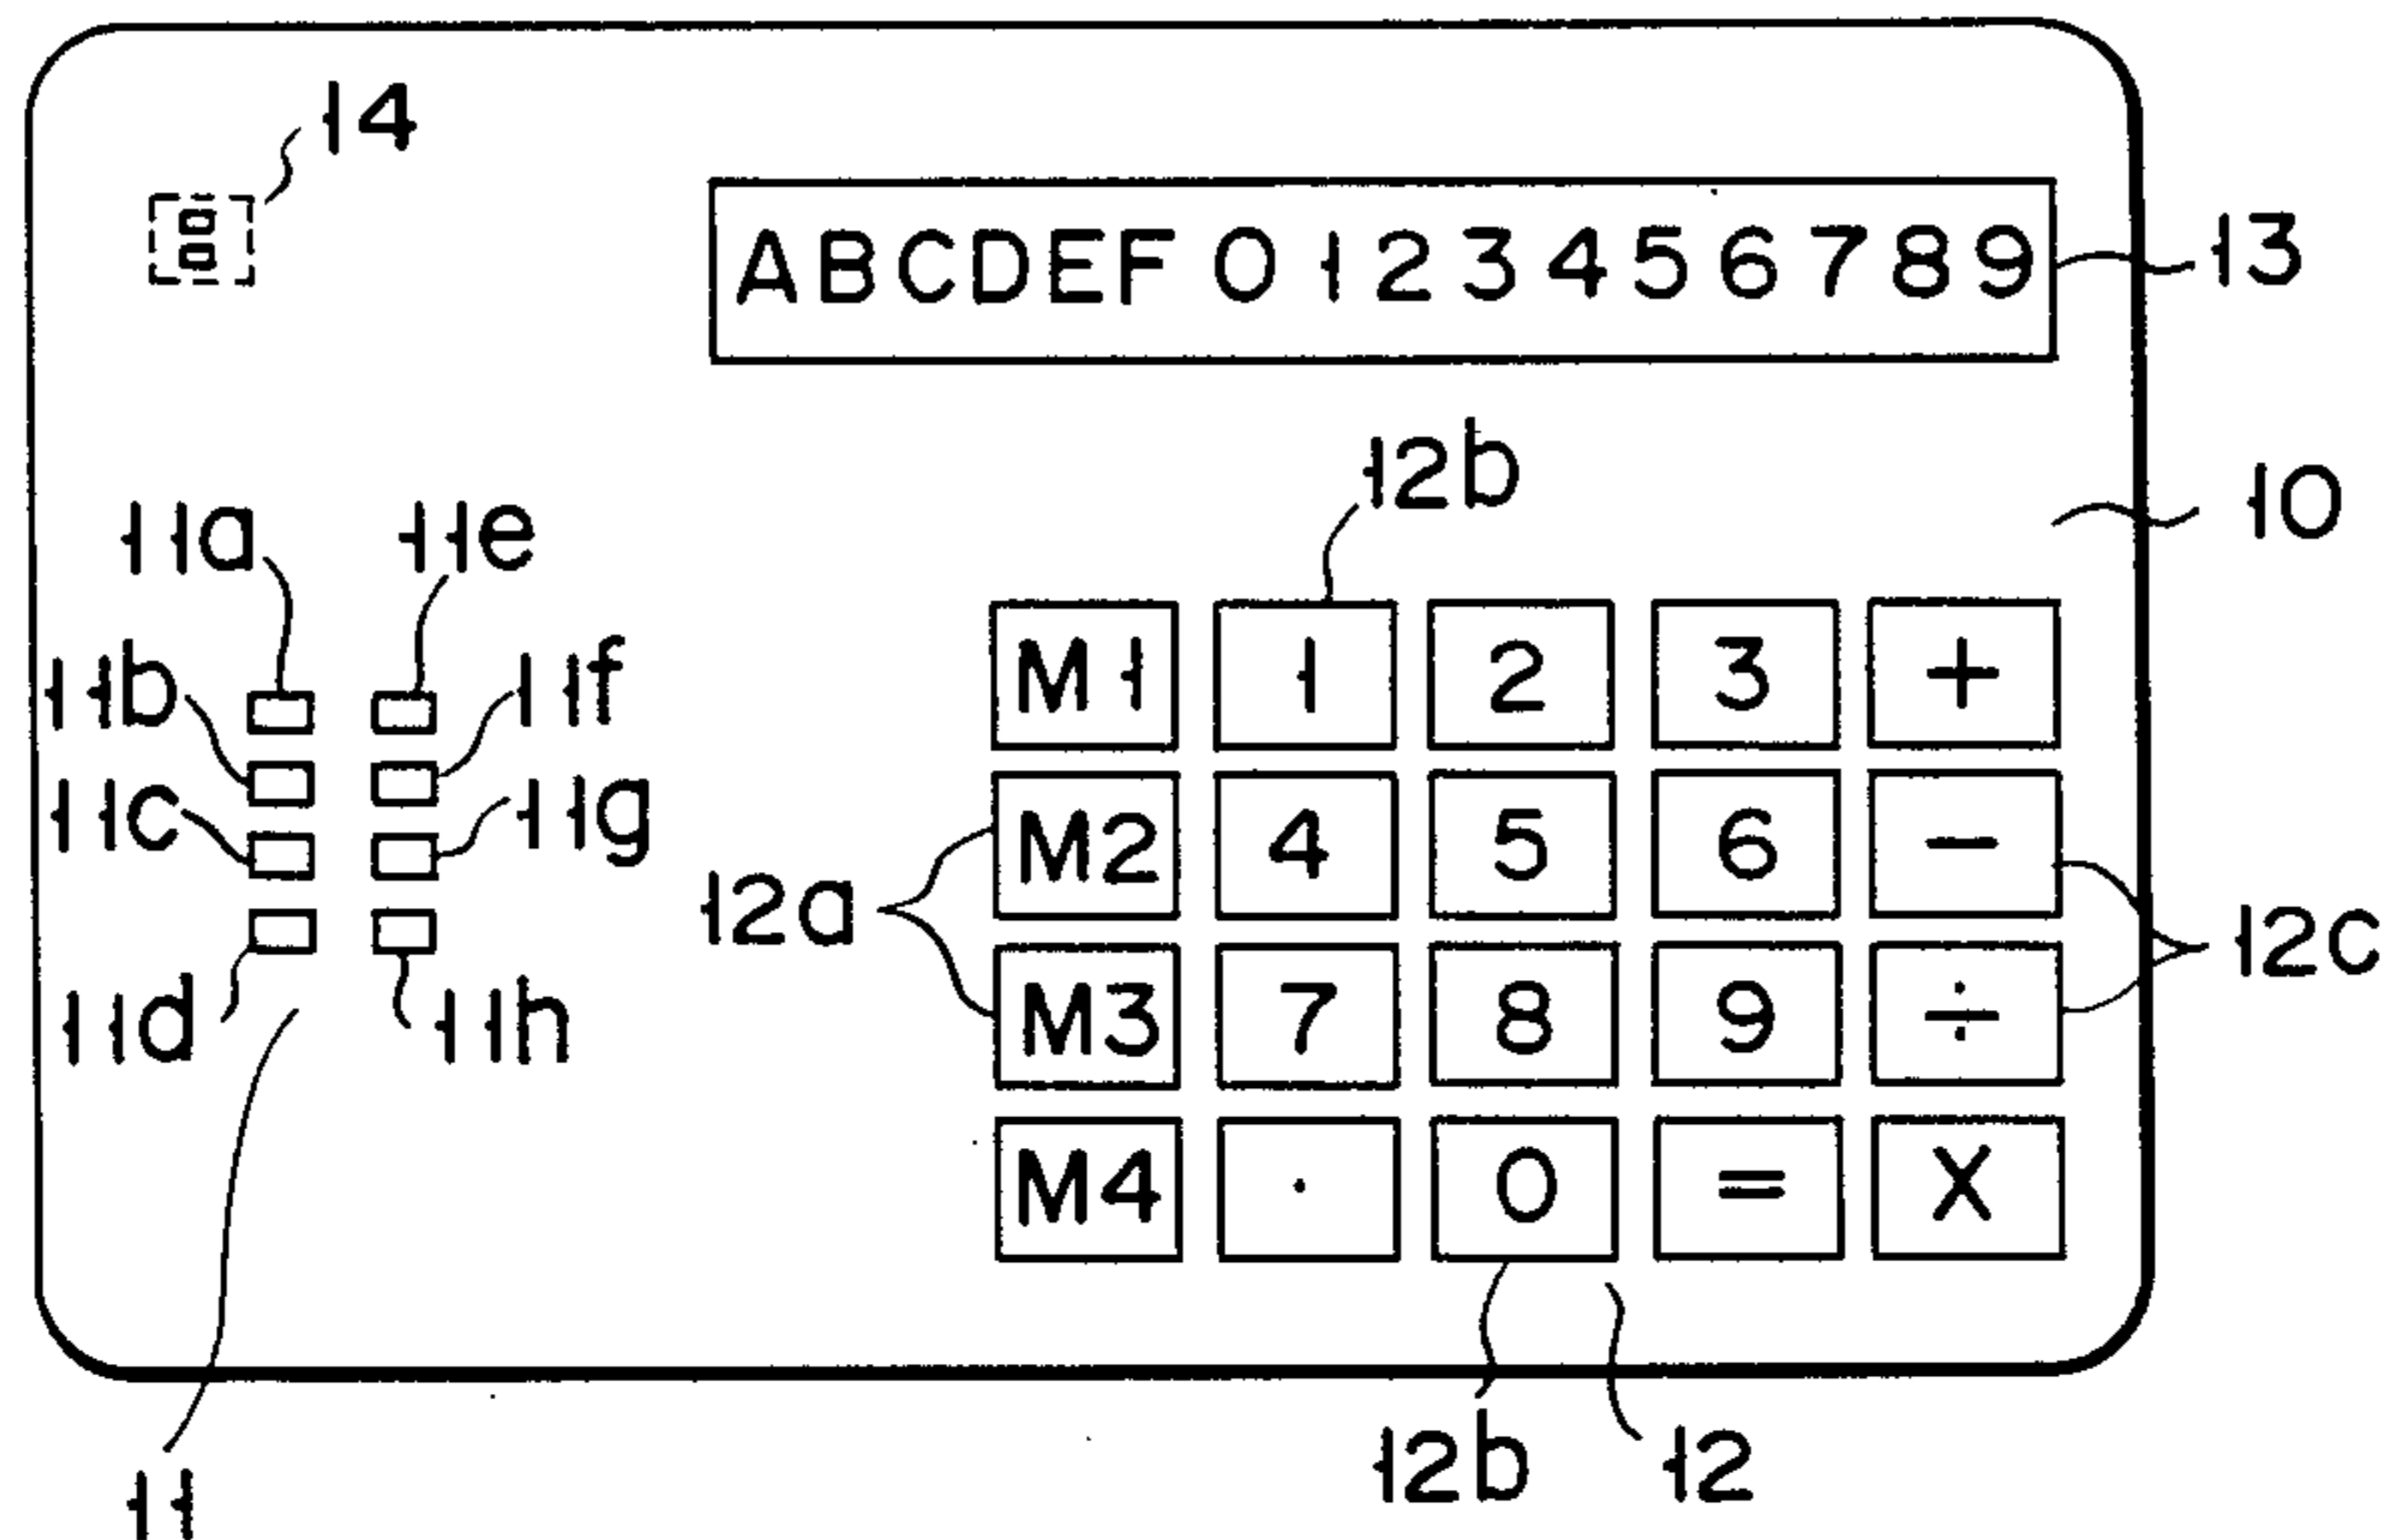 14
ABCDEF 0123456789
13
12b
10
11a 11e
11b 11f
11c 11g
11d 11h
M1 1 2 3 +
M2 4 5 6 −
12a
12c
M3 7 8 9 ÷
M4 · 0 = X
11
12b 12